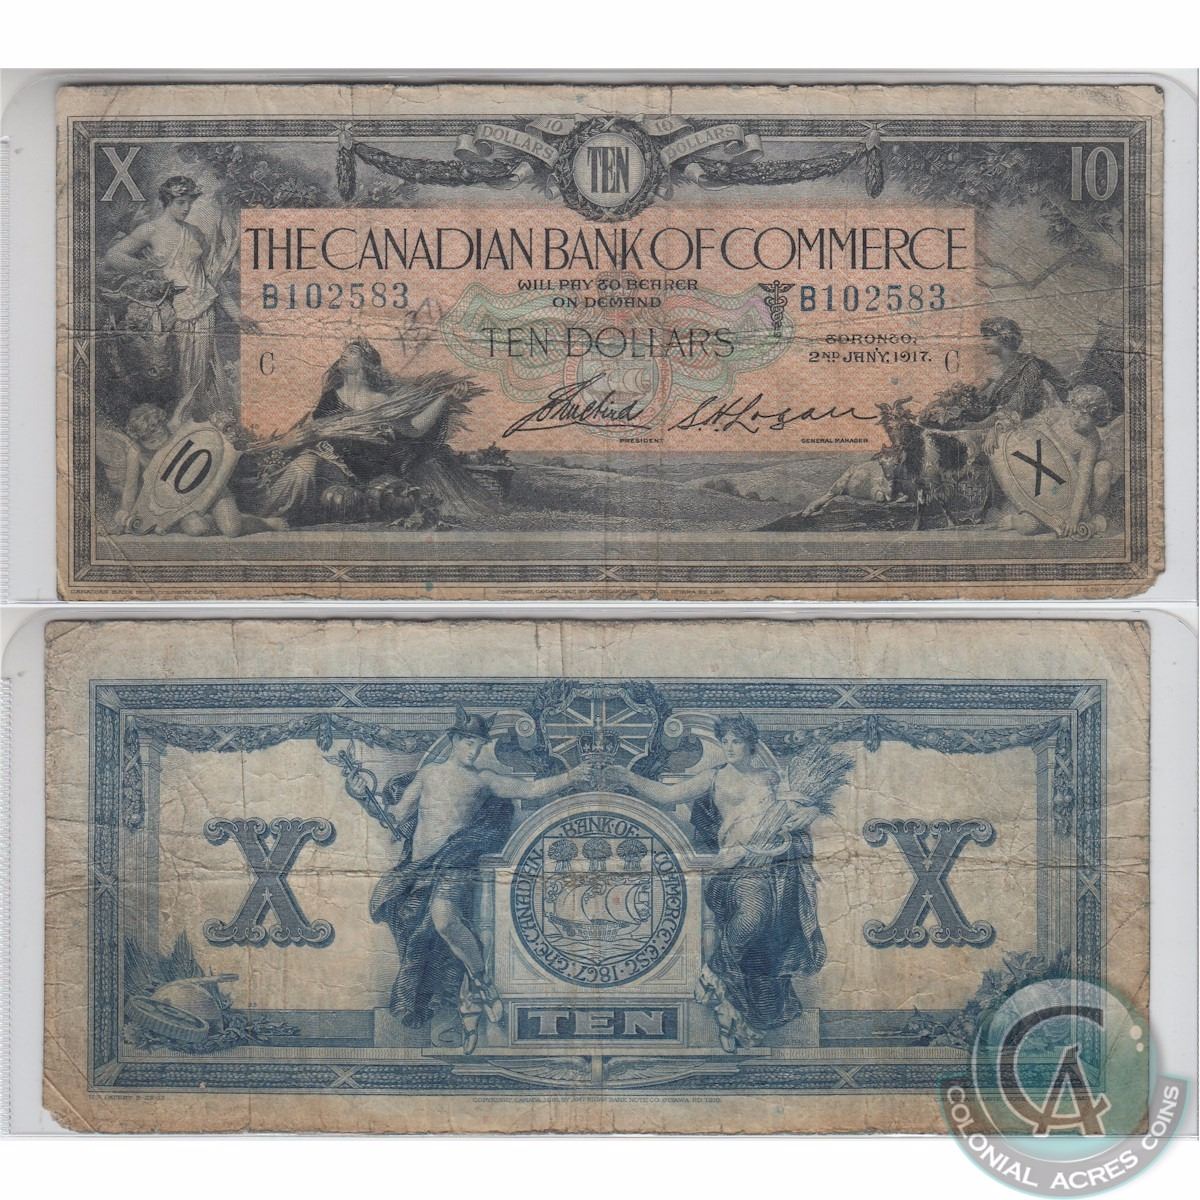 DOLLARS 10 10 DOLLARS
X TEN 10
THE CANADIAN BANK OF COMMERCE
WILL PAY TO BEARER
B102583 ON DEMAND B102583
TEN DOLLARS
TORONTO,
C 2ND JANY. 1917. C
S.H. Logan
PRESIDENT GENERAL MANAGER
10 X
X X
THE CANADIAN BANK OF COMMERCE. EST. 1867.
TEN
COLONIAL ACRES COINS
CA